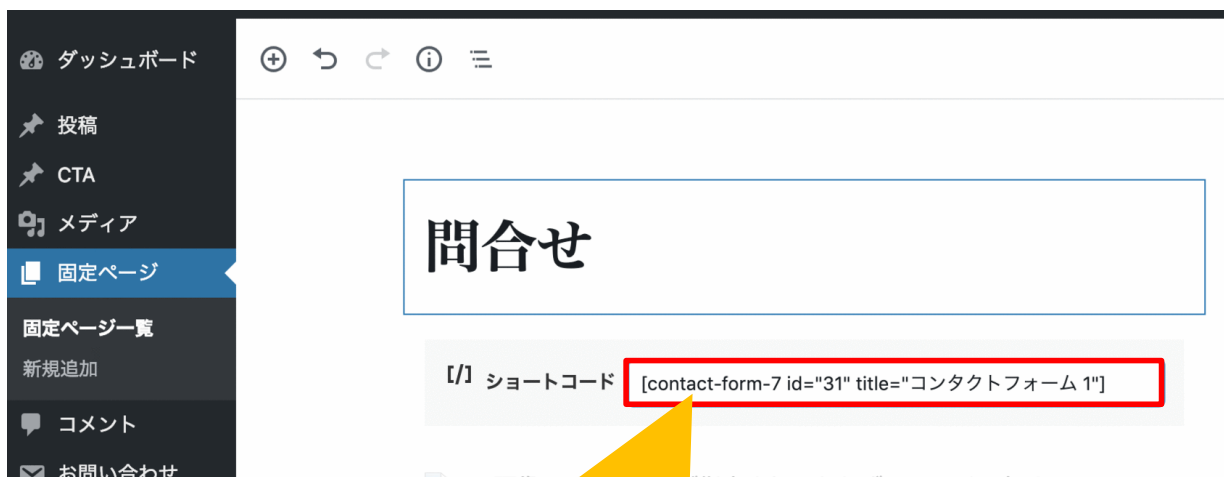 ダッシュボード
投稿
CTA
メディア
固定ページ
固定ページ一覧
新規追加
コメント
お問い合わせ
問合せ
[/] ショートコード
[contact-form-7 id="31" title="コンタクトフォーム 1"]